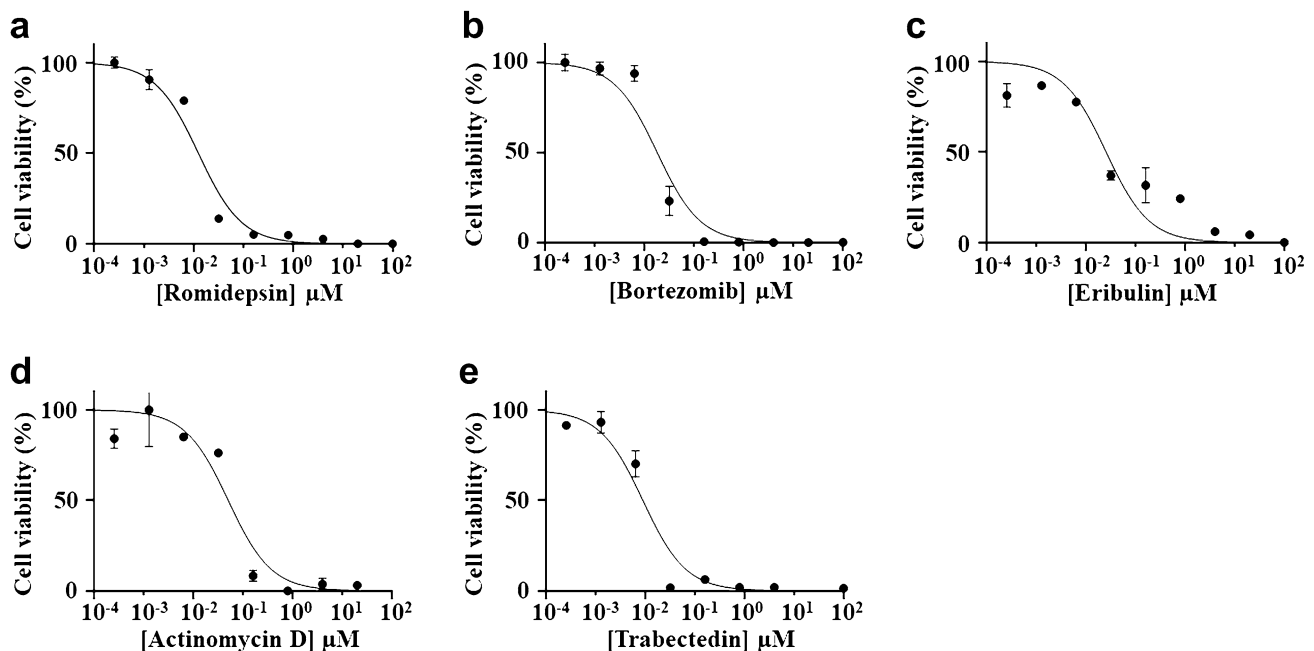 a
Cell viability (%)
100
50
0
10⁻⁴ 10⁻³ 10⁻² 10⁻¹ 10⁰ 10¹ 10²
[Romidepsin] µM
b
Cell viability (%)
100
50
0
10⁻⁴ 10⁻³ 10⁻² 10⁻¹ 10⁰ 10¹ 10²
[Bortezomib] µM
c
Cell viability (%)
100
50
0
10⁻⁴ 10⁻³ 10⁻² 10⁻¹ 10⁰ 10¹ 10²
[Eribulin] µM
d
Cell viability (%)
100
50
0
10⁻⁴ 10⁻³ 10⁻² 10⁻¹ 10⁰ 10¹ 10²
[Actinomycin D] µM
e
Cell viability (%)
100
50
0
10⁻⁴ 10⁻³ 10⁻² 10⁻¹ 10⁰ 10¹ 10²
[Trabectedin] µM